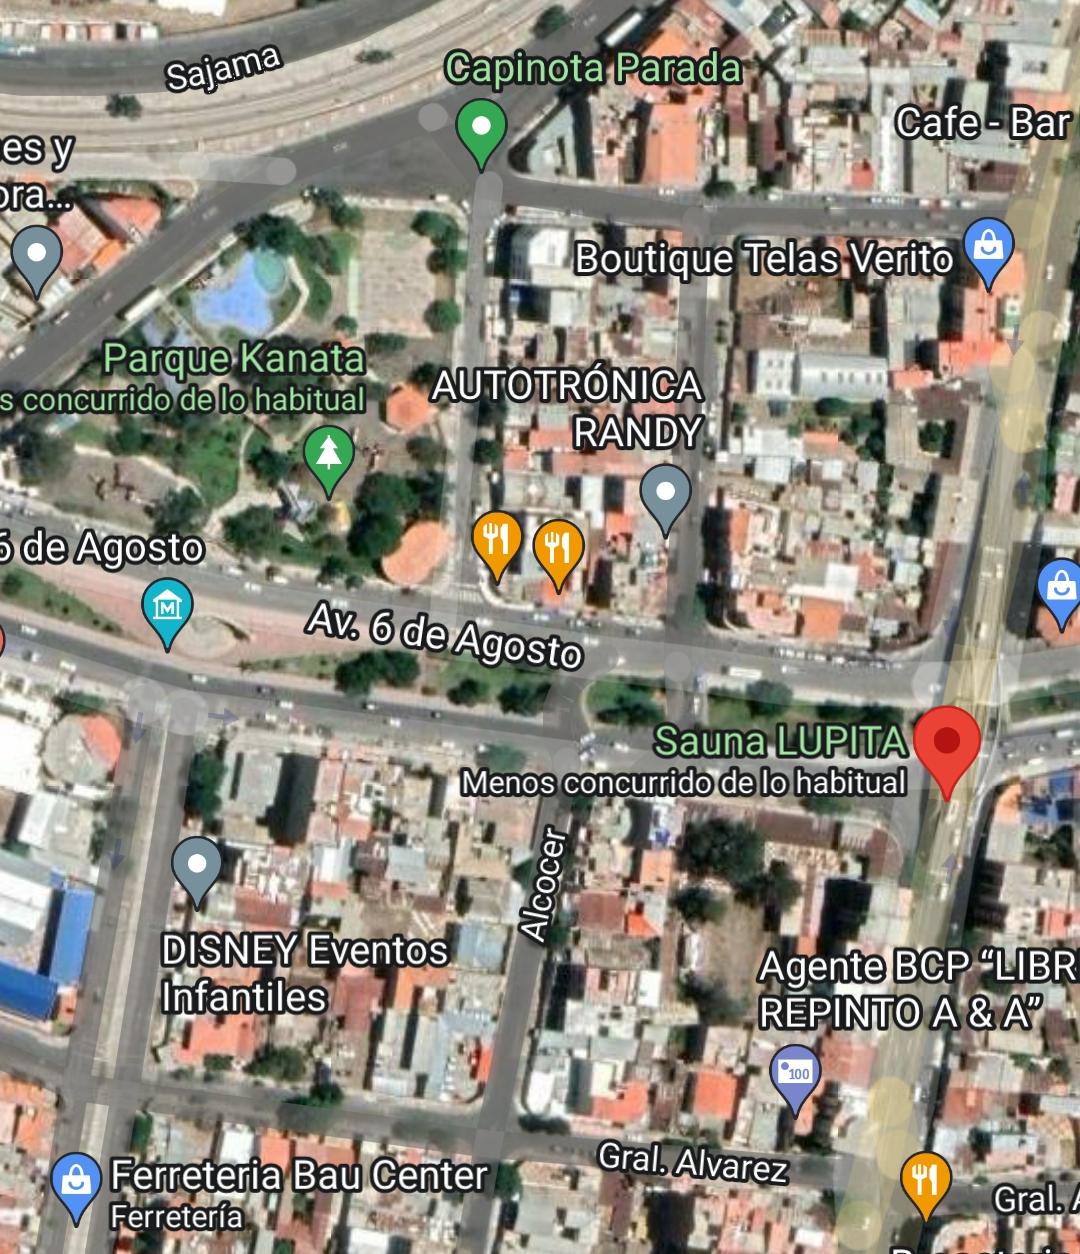 Sajama
Capinota Parada
Cafe - Bar
es y
ora...
Boutique Telas Verito
Parque Kanata
s concurrido de lo habitual
AUTOTRÓNICA
RANDY
6 de Agosto
Av. 6 de Agosto
Sauna LUPITA
Menos concurrido de lo habitual
Alcocer
DISNEY Eventos
Infantiles
Agente BCP “LIBR
REPINTO A & A”
100
Gral. Alvarez
Ferreteria Bau Center
Ferretería
Gral. A